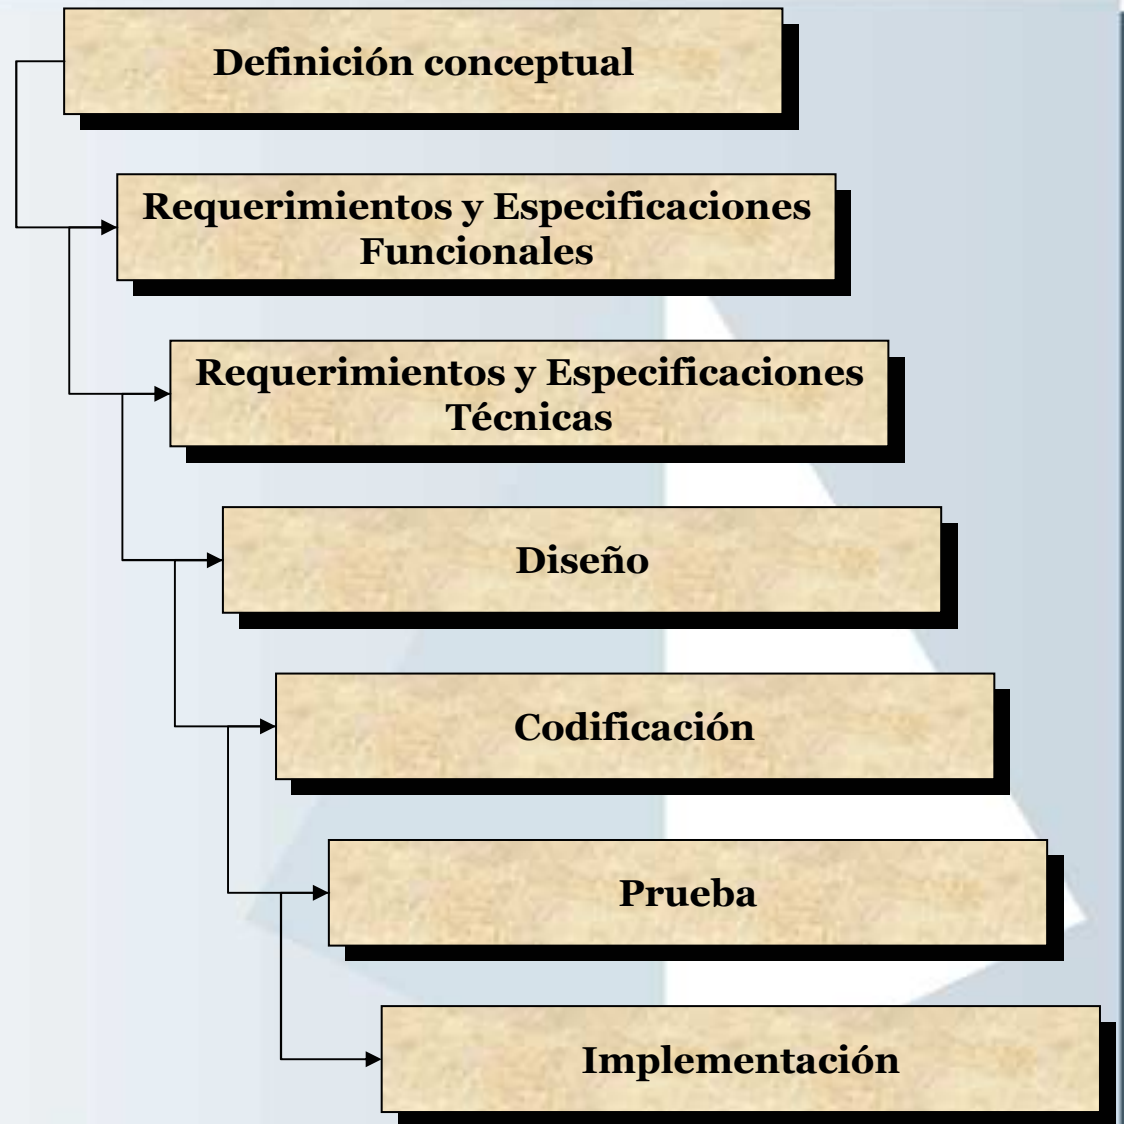 Definición conceptual
Requerimientos y Especificaciones
Funcionales
Requerimientos y Especificaciones
Técnicas
Diseño
Codificación
Prueba
Implementación